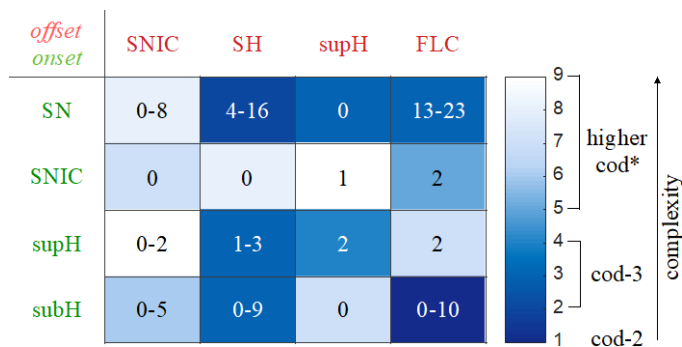 offset SNIC SH supH FLC
onset
SN 0-8 4-16 0 13-23
SNIC 0 0 1 2
supH 0-2 1-3 2 2
subH 0-5 0-9 0 0-10
9
8
7
6
5
4
3
2
1
higher
cod*
cod-3
cod-2
complexity